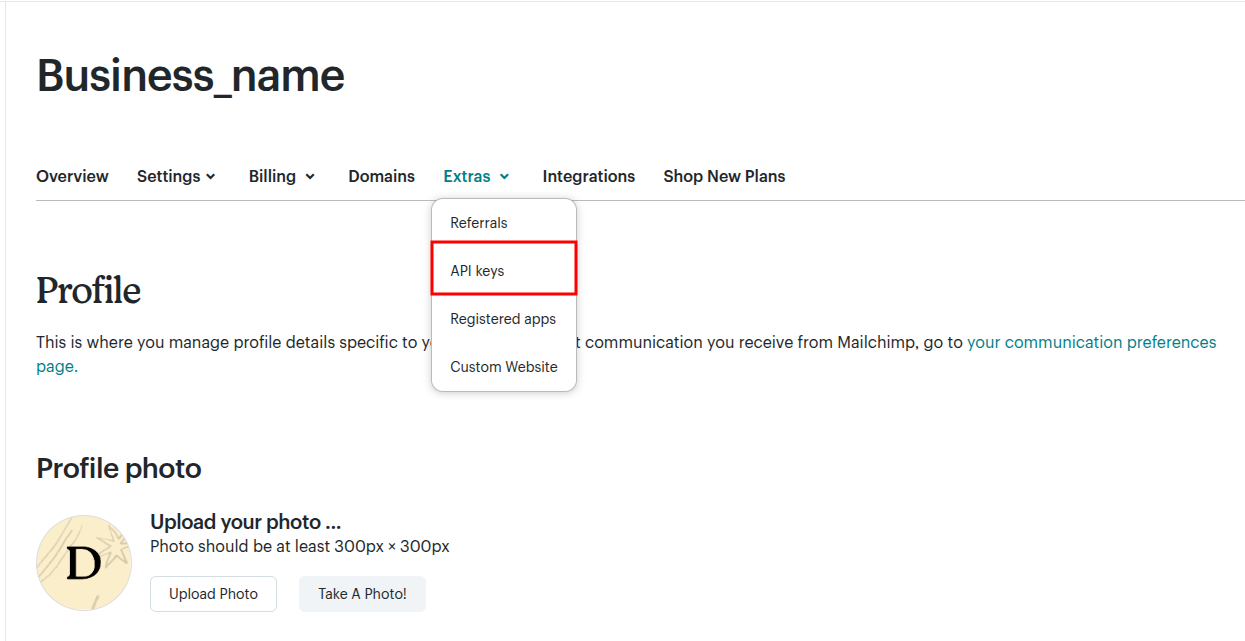 Business_name
Overview Settings Billing Domains Extras Integrations Shop New Plans
Referrals
API keys
Registered apps
Custom Website
Profile
This is where you manage profile details specific to y t communication you receive from Mailchimp, go to your communication preferences
page.
Profile photo
D
Upload your photo ...
Photo should be at least 300px × 300px
Upload Photo Take A Photo!